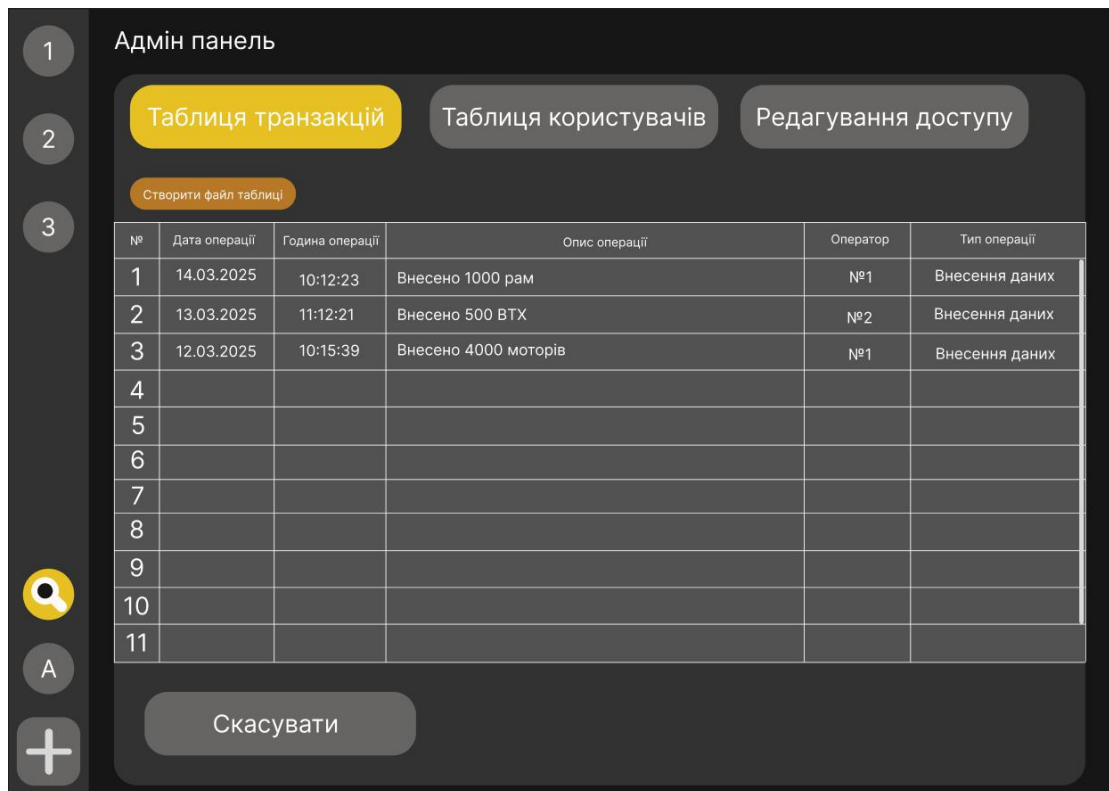 1
Адмін панель
Таблиця транзакцій Таблиця користувачів Редагування доступу
2
Створити файл таблиці
3
№ Дата операції Година операції Опис операції Оператор Тип операції
1 14.03.2025 10:12:23 Внесено 1000 рам №1 Внесення даних
2 13.03.2025 11:12:21 Внесено 500 ВТХ №2 Внесення даних
3 12.03.2025 10:15:39 Внесено 4000 моторів №1 Внесення даних
4
5
6
7
8
9
10
11
А
Скасувати